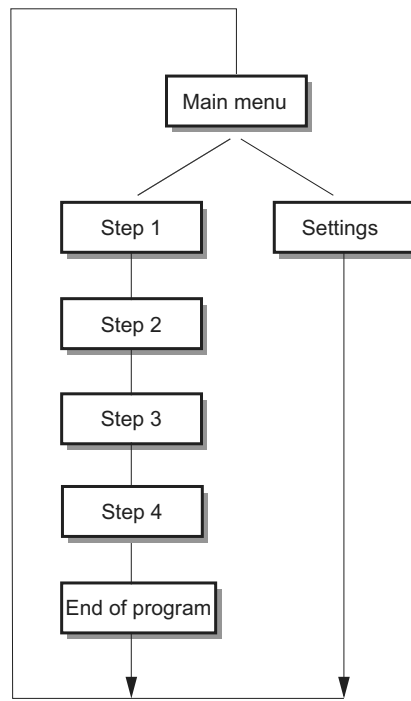 Main menu
Step 1
Settings
Step 2
Step 3
Step 4
End of program